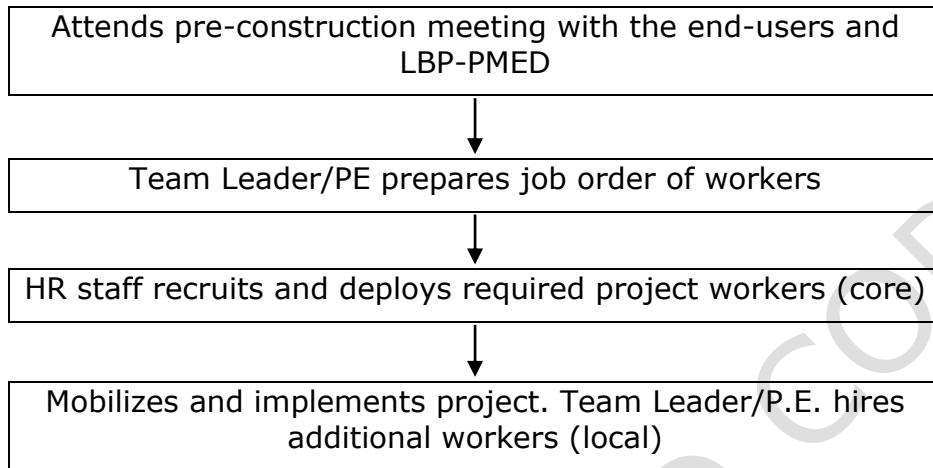 Attends pre-construction meeting with the end-users and
LBP-PMED
Team Leader/PE prepares job order of workers
HR staff recruits and deploys required project workers (core)
Mobilizes and implements project. Team Leader/P.E. hires
additional workers (local)